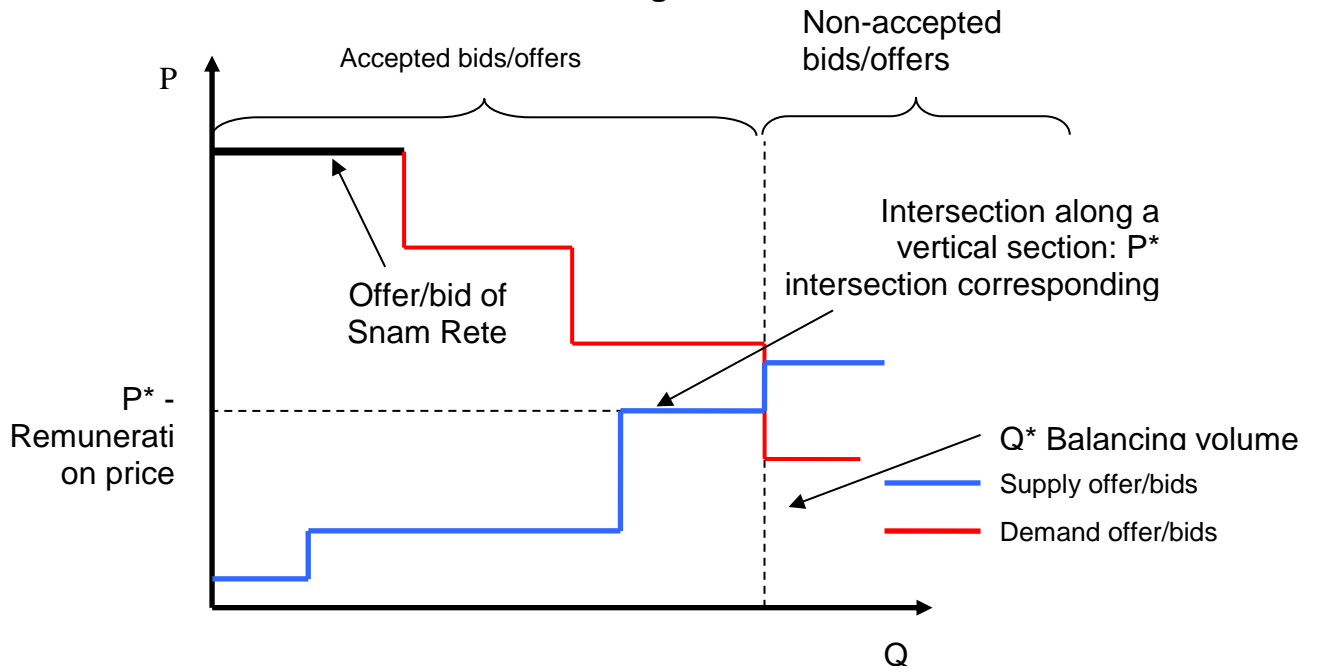 Non-accepted
bids/offers
Accepted bids/offers
P
Intersection along a
vertical section: P*
intersection corresponding
Offer/bid of
Snam Rete
P* -
Remunerati
on price
Q* Balancing volume
Supply offer/bids
Demand offer/bids
Q